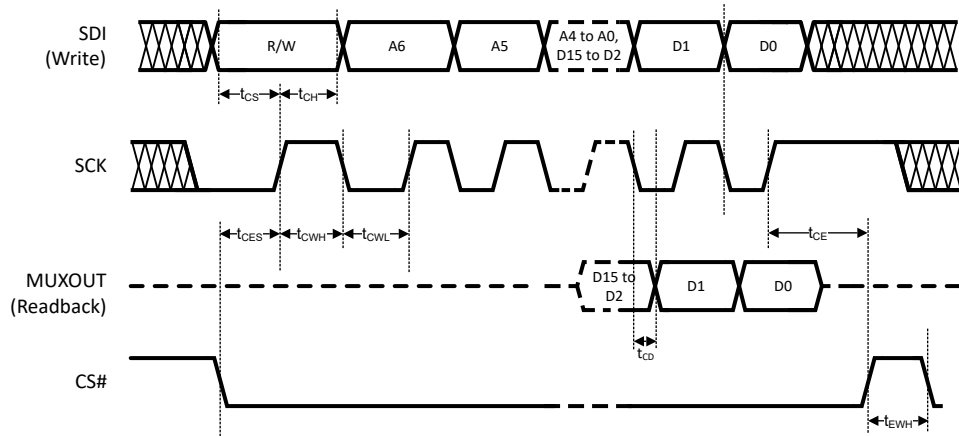 SDI
(Write)
R/W
A6
A5
A4 to A0,
D15 to D2
D1
D0
tCS
tCH
SCK
tCES
tCWH
tCWL
tCE
MUXOUT
(Readback)
D15 to
D2
D1
D0
tCD
CS#
tEWH